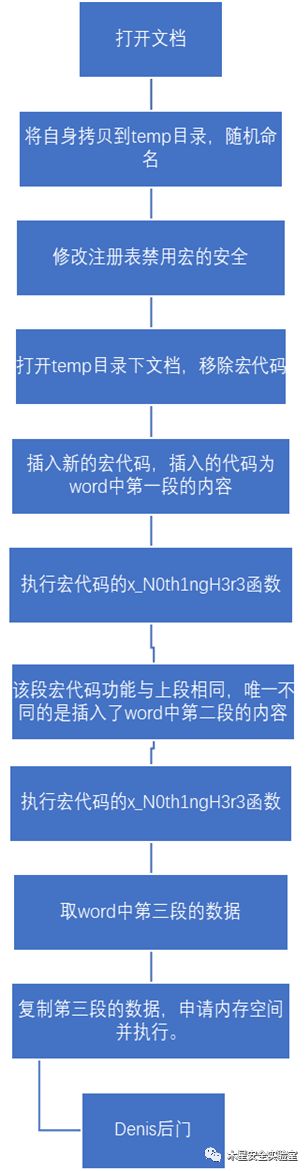 打开文档
将自身拷贝到temp目录，随机命
名
修改注册表禁用宏的安全
打开temp目录下文档，移除宏代码
插入新的宏代码，插入的代码为
word中第一段的内容
执行宏代码的x_N0th1ngH3r3函数
该段宏代码功能与上段相同，唯一不
同的是插入了word中第二段的内容
执行宏代码的x_N0th1ngH3r3函数
取word中第三段的数据
复制第三段的数据，申请内存空间
并执行。
Denis后门
木星安全实验室